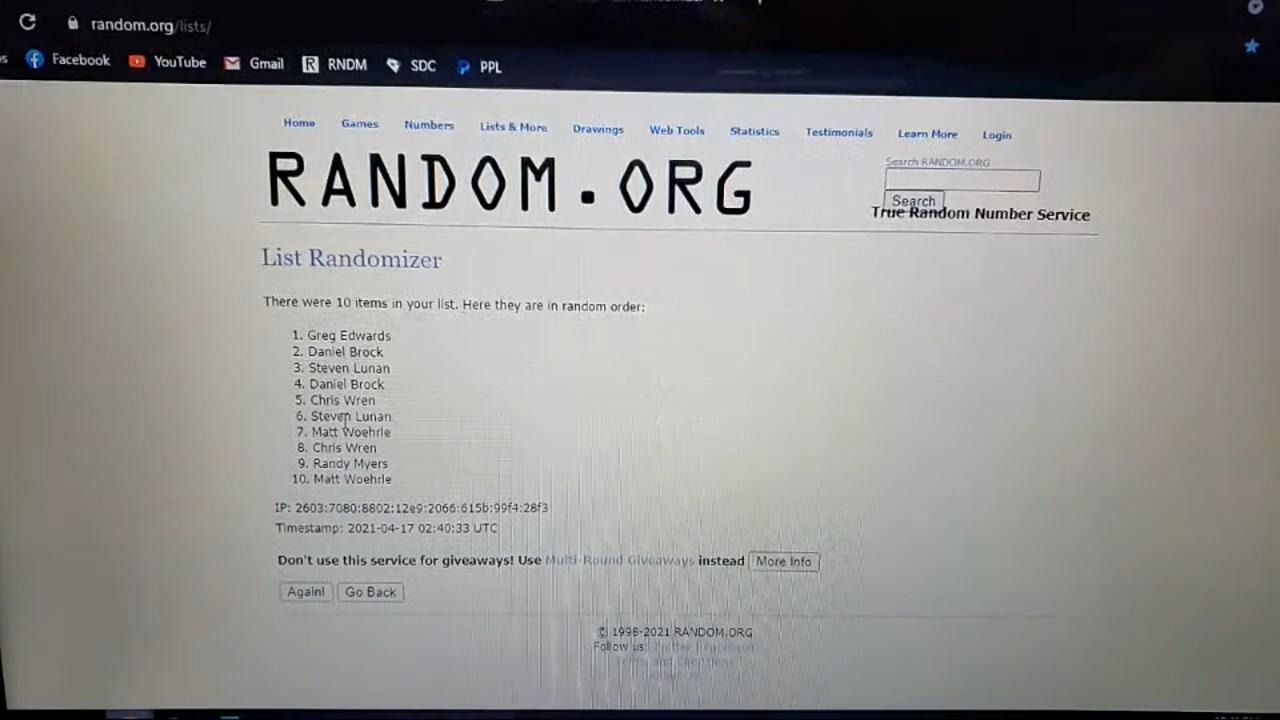 random.org/lists/
Facebook YouTube Gmail RNDM SDC PPL
Home Games Numbers Lists & More Drawings Web Tools Statistics Testimonials Learn More Login
RANDOM.ORG
Search RANDOM.ORG
Search
True Random Number Service
List Randomizer
There were 10 items in your list. Here they are in random order:
1. Greg Edwards
2. Daniel Brock
3. Steven Lunan
4. Daniel Brock
5. Chris Wren
6. Steven Lunan
7. Matt Woehrle
8. Chris Wren
9. Randy Myers
10. Matt Woehrle
IP: 2603:7080:8802:12e9:2066:615b:99f4:28f3
Timestamp: 2021-04-17 02:40:33 UTC
Don't use this service for giveaways! Use Multi-Round Giveaways instead More Info
Again! Go Back
© 1998-2021 RANDOM.ORG
Follow us: Twitter | Facebook
Terms and Conditions